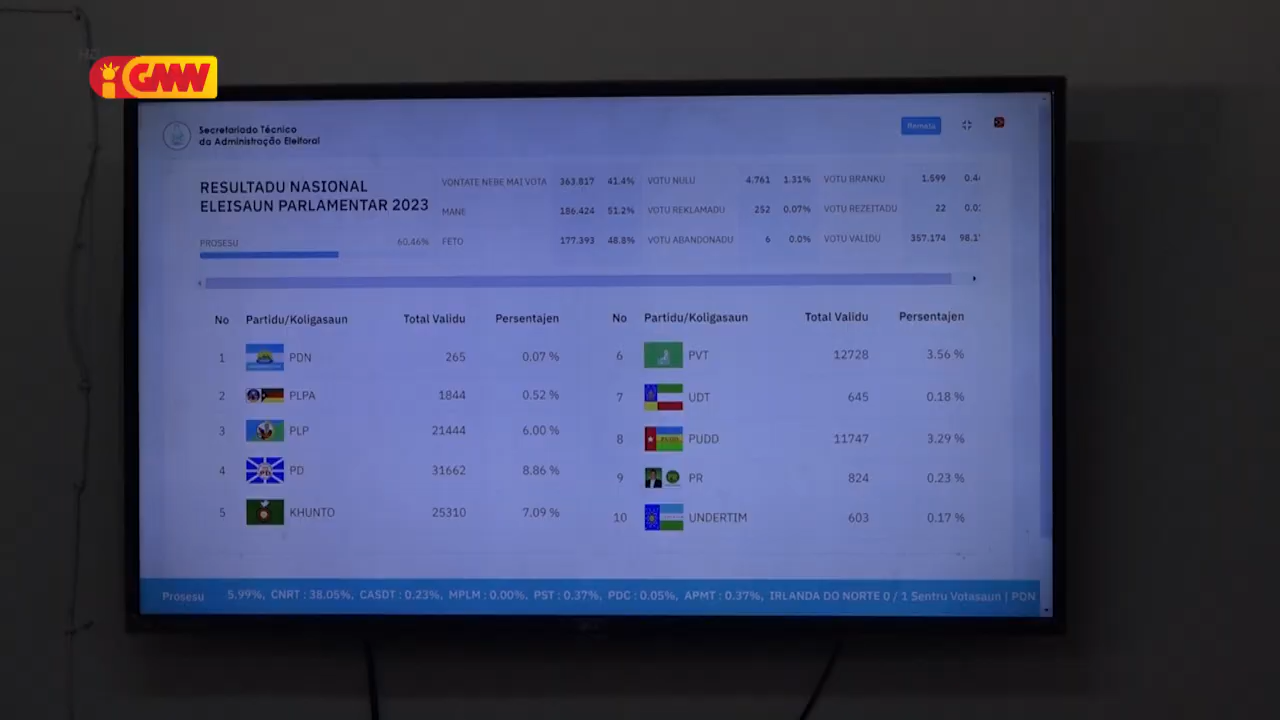 iGMW
Secretariado Técnico
da Administração Eleitoral
Remata
RESULTADU NASIONAL
ELEISAUN PARLAMENTAR 2023
PROSESU 60.46%
VONTATE NEBE MAI VOTA 363.817 41.4% VOTU NULU 4.761 1.31% VOTU BRANKU 1.599
MANE 186.424 51.2% VOTU REKLAMADU 252 0.07% VOTU REZEITADU 22
FETO 177.393 48.8% VOTU ABANDONADU 6 0.0% VOTU VALIDU 357.174
No Partidu/Koligasaun Total Validu Persentajen
1 PDN 265 0.07 %
2 PLPA 1844 0.52 %
3 PLP 21444 6.00 %
4 PD 31662 8.86 %
5 KHUNTO 25310 7.09 %
No Partidu/Koligasaun Total Validu Persentajen
6 PVT 12728 3.56 %
7 UDT 645 0.18 %
8 PUDD 11747 3.29 %
9 PR 824 0.23 %
10 UNDERTIM 603 0.17 %
Prosesu 5.99%, CNRT : 38.05%, CASDT : 0.23%, MPLM : 0.00%, PST : 0.37%, PDC : 0.05%, APMT : 0.37%, IRLANDA DO NORTE 0 / 1 Sentru Votasaun | PDN